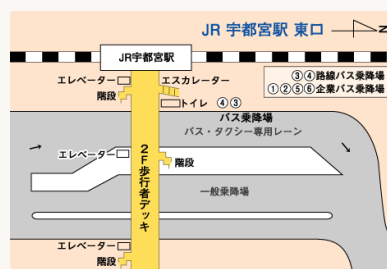 JR 宇都宮駅 東口
N
JR宇都宮駅
エレベーター
エスカレーター
階段
③④路線バス乗降場
①②⑤⑥企業バス乗降場
トイレ ④③
バス乗降場
バス・タクシー専用レーン
エレベーター
階段
2F歩行者デッキ
一般乗降場
エレベーター
階段